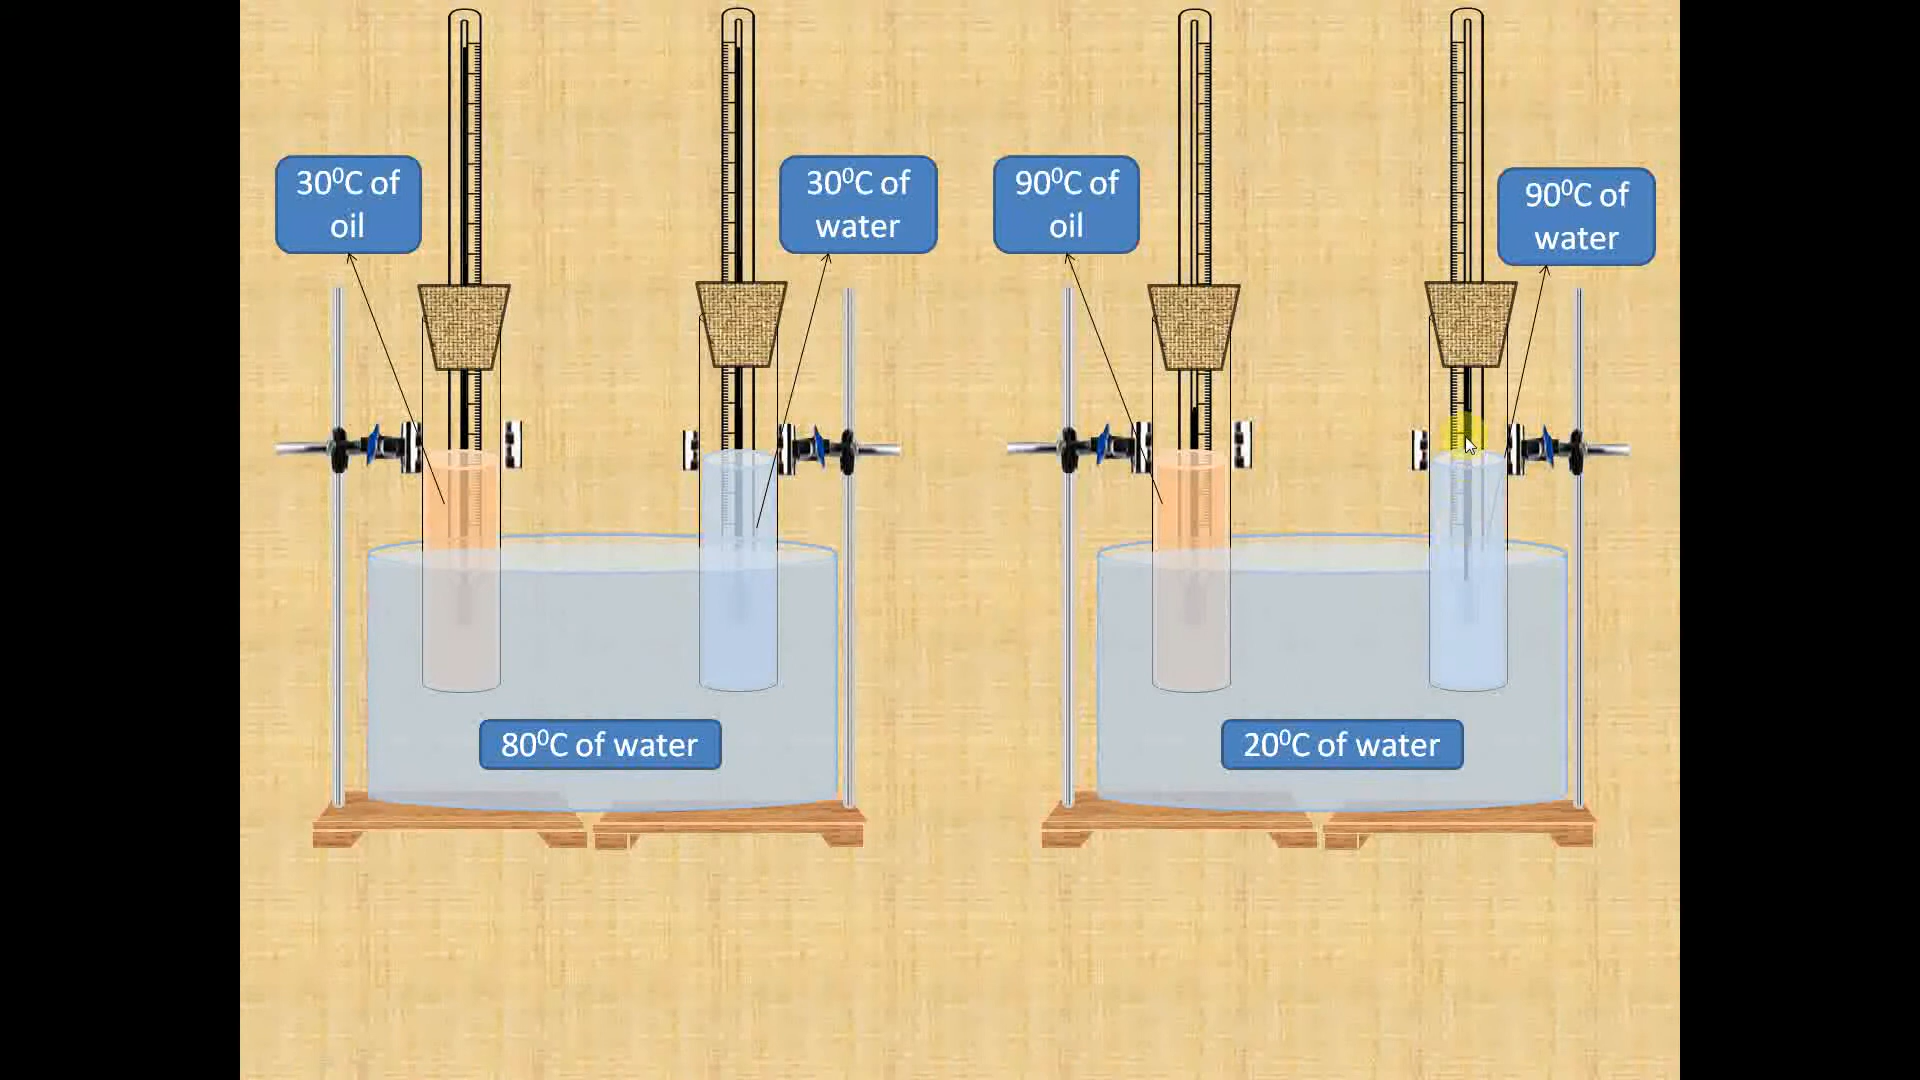 30⁰C of
oil
30⁰C of
water
90⁰C of
oil
90⁰C of
water
80⁰C of water
20⁰C of water